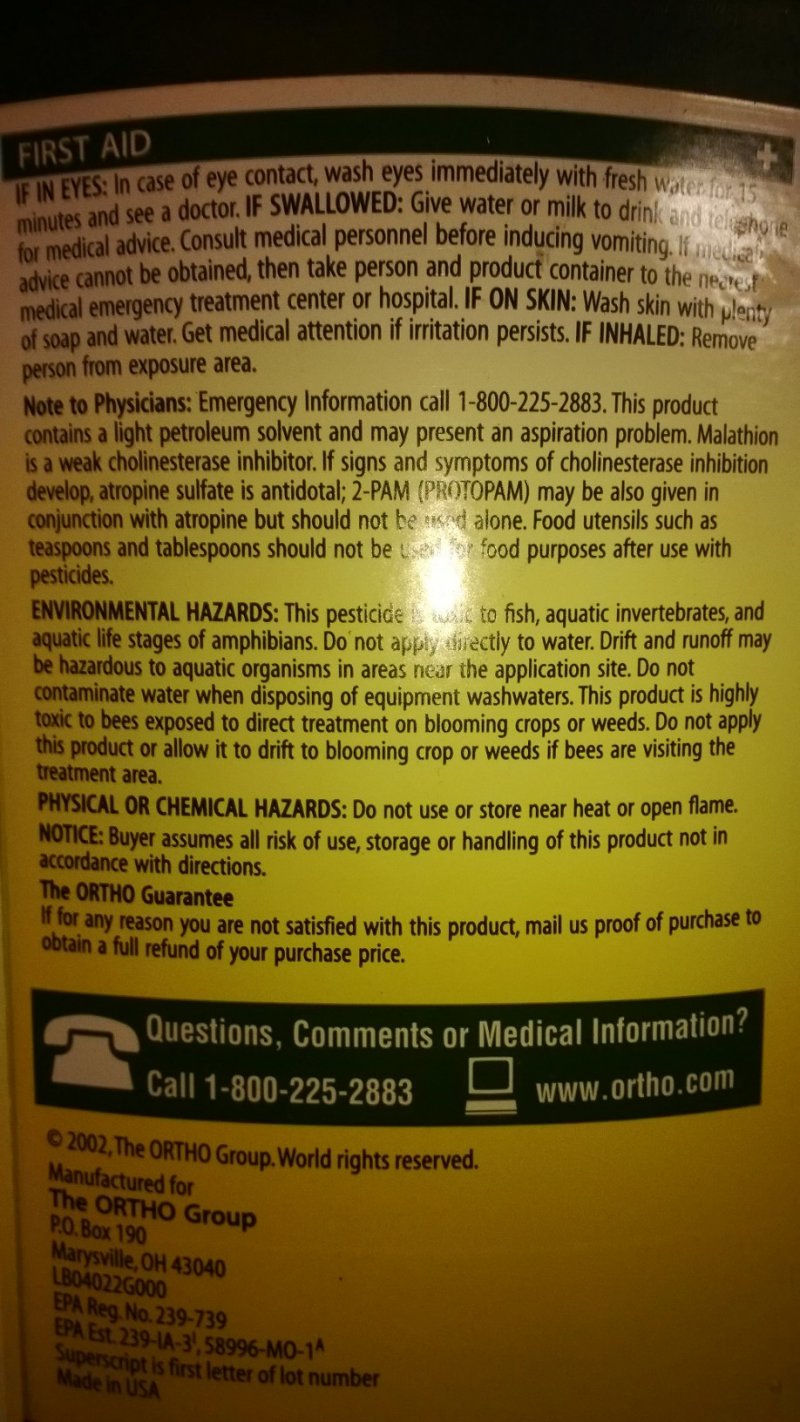 FIRST AID
IF IN EYES: In case of eye contact, wash eyes immediately with fresh water for 15
minutes and see a doctor. IF SWALLOWED: Give water or milk to drink and telephone
for medical advice. Consult medical personnel before inducing vomiting. If medical
advice cannot be obtained, then take person and product container to the nearest
medical emergency treatment center or hospital. IF ON SKIN: Wash skin with plenty
of soap and water. Get medical attention if irritation persists. IF INHALED: Remove
person from exposure area.
Note to Physicians: Emergency Information call 1-800-225-2883. This product
contains a light petroleum solvent and may present an aspiration problem. Malathion
is a weak cholinesterase inhibitor. If signs and symptoms of cholinesterase inhibition
develop, atropine sulfate is antidotal; 2-PAM (PROTOPAM) may be also given in
conjunction with atropine but should not be used alone. Food utensils such as
teaspoons and tablespoons should not be used for food purposes after use with
pesticides.
ENVIRONMENTAL HAZARDS: This pesticide is toxic to fish, aquatic invertebrates, and
aquatic life stages of amphibians. Do not apply directly to water. Drift and runoff may
be hazardous to aquatic organisms in areas near the application site. Do not
contaminate water when disposing of equipment washwaters. This product is highly
toxic to bees exposed to direct treatment on blooming crops or weeds. Do not apply
this product or allow it to drift to blooming crop or weeds if bees are visiting the
treatment area.
PHYSICAL OR CHEMICAL HAZARDS: Do not use or store near heat or open flame.
NOTICE: Buyer assumes all risk of use, storage or handling of this product not in
accordance with directions.
The ORTHO Guarantee
If for any reason you are not satisfied with this product, mail us proof of purchase to
obtain a full refund of your purchase price.
Questions, Comments or Medical Information?
Call 1-800-225-2883 www.ortho.com
© 2002, The ORTHO Group. World rights reserved.
Manufactured for
The ORTHO Group
P.O. Box 190
Marysville, OH 43040
LB04022G000
EPA Reg. No. 239-739
EPA Est. 239-IA-3ᴵ, 58996-MO-1ᴬ
Superscript is first letter of lot number
Made in USA